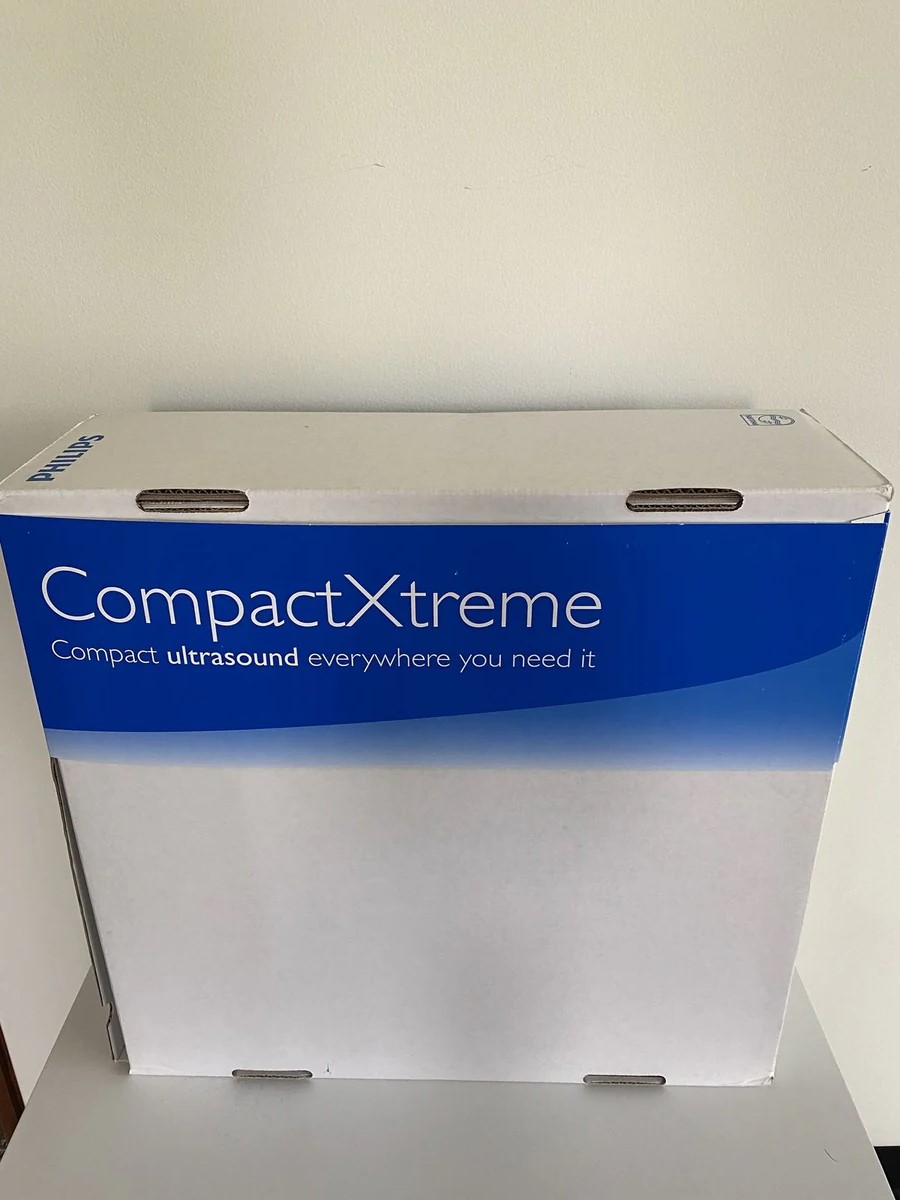 PHILIPS
CompactXtreme
Compact ultrasound everywhere you need it